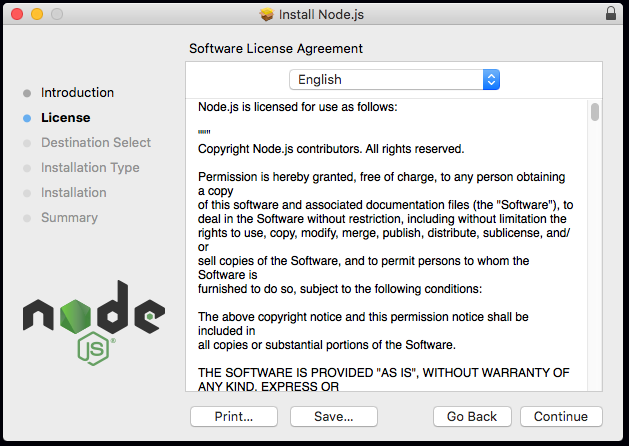 Install Node.js
Software License Agreement
Introduction
License
Destination Select
Installation Type
Installation
Summary
node
JS®
English
Node.js is licensed for use as follows:
"""
Copyright Node.js contributors. All rights reserved.
Permission is hereby granted, free of charge, to any person obtaining
a copy
of this software and associated documentation files (the "Software"), to
deal in the Software without restriction, including without limitation the
rights to use, copy, modify, merge, publish, distribute, sublicense, and/
or
sell copies of the Software, and to permit persons to whom the
Software is
furnished to do so, subject to the following conditions:
The above copyright notice and this permission notice shall be
included in
all copies or substantial portions of the Software.
THE SOFTWARE IS PROVIDED "AS IS", WITHOUT WARRANTY OF
ANY KIND, EXPRESS OR
Print...
Save...
Go Back
Continue